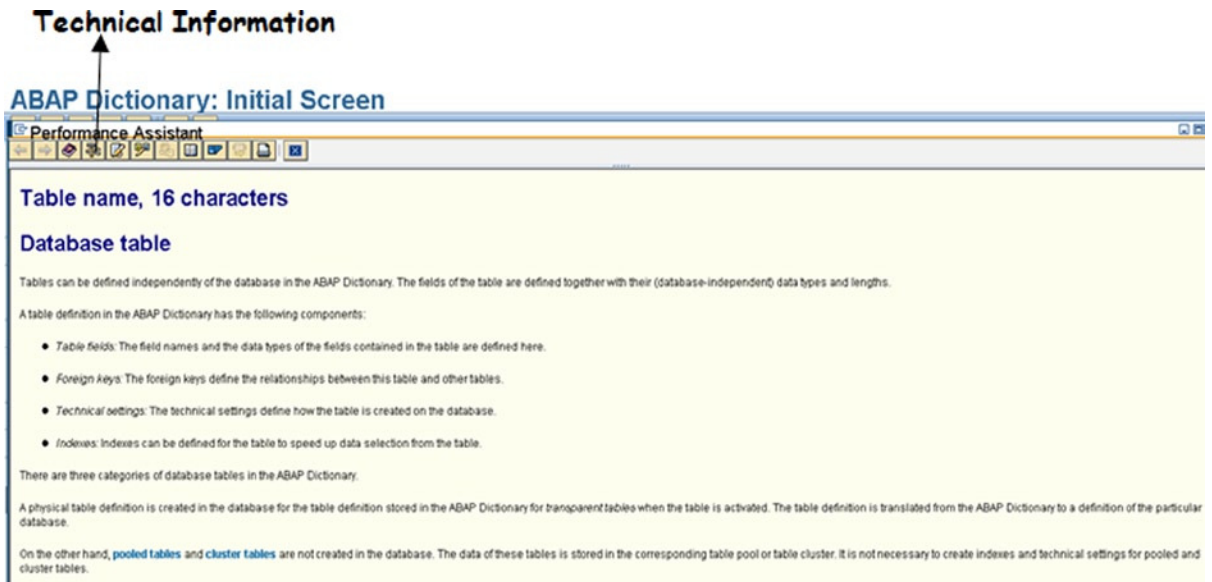 Technical Information
ABAP Dictionary: Initial Screen
Performance Assistant
Table name, 16 characters
Database table
Tables can be defined independently of the database in the ABAP Dictionary. The fields of the table are defined together with their (database-independent) data types and lengths.
A table definition in the ABAP Dictionary has the following components:
Table fields: The field names and the data types of the fields contained in the table are defined here.
Foreign keys: The foreign keys define the relationships between this table and other tables.
Technical settings: The technical settings define how the table is created on the database.
Indexes: Indexes can be defined for the table to speed up data selection from the table.
There are three categories of database tables in the ABAP Dictionary.
A physical table definition is created in the database for the table definition stored in the ABAP Dictionary for transparent tables when the table is activated. The table definition is translated from the ABAP Dictionary to a definition of the particular
database.
On the other hand, pooled tables and cluster tables are not created in the database. The data of these tables is stored in the corresponding table pool or table cluster. It is not necessary to create indexes and technical settings for pooled and
cluster tables.